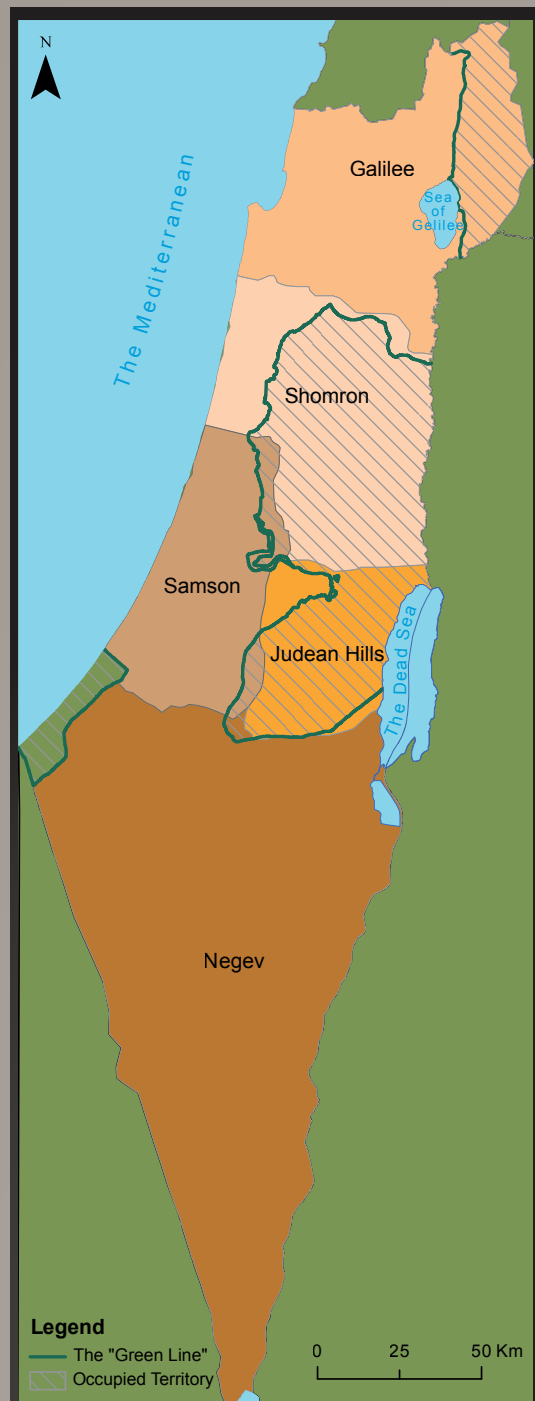 N
Galilee
Sea
of
Gelilee
The Mediterranean
Shomron
Samson
Judean Hills
The Dead Sea
Negev
Legend
The "Green Line"
Occupied Territory
0 25 50 Km